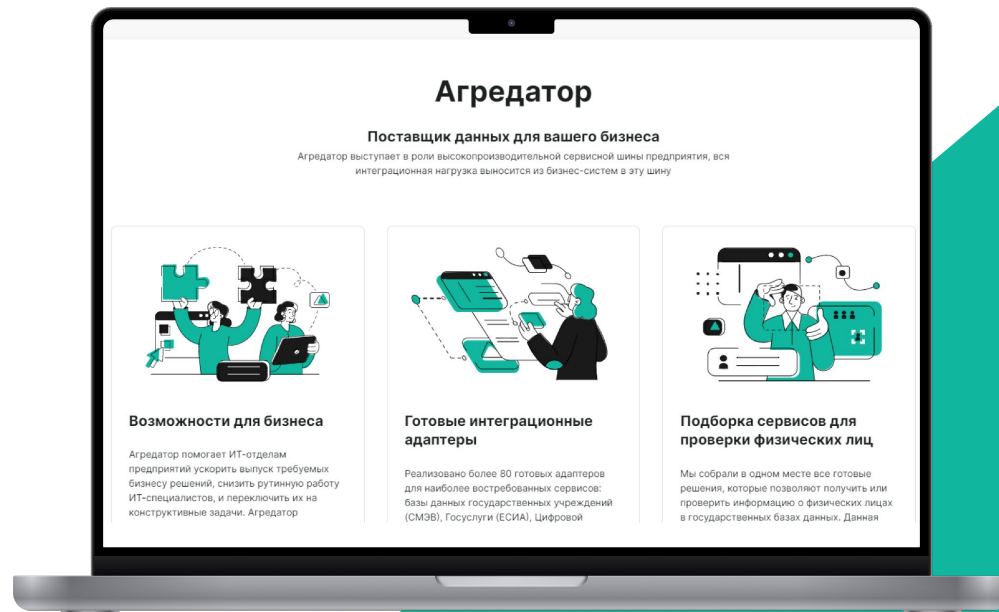 Агредатор
Поставщик данных для вашего бизнеса
Агредатор выступает в роли высокопроизводительной сервисной шины предприятия, вся
интеграционная нагрузка выносится из бизнес-систем в эту шину
Возможности для бизнеса
Агредатор помогает ИТ-отделам
предприятий ускорить выпуск требуемых
бизнесу решений, снизить рутинную работу
ИТ-специалистов, и переключить их на
конструктивные задачи. Агредатор
Готовые интеграционные
адаптеры
Реализовано более 80 готовых адаптеров
для наиболее востребованных сервисов:
базы данных государственных учреждений
(СМЭВ), Госуслуги (ЕСИА), Цифровой
Подборка сервисов для
проверки физических лиц
Мы собрали в одном месте все готовые
решения, которые позволяют получить или
проверить информацию о физических лицах
в государственных базах данных. Данная